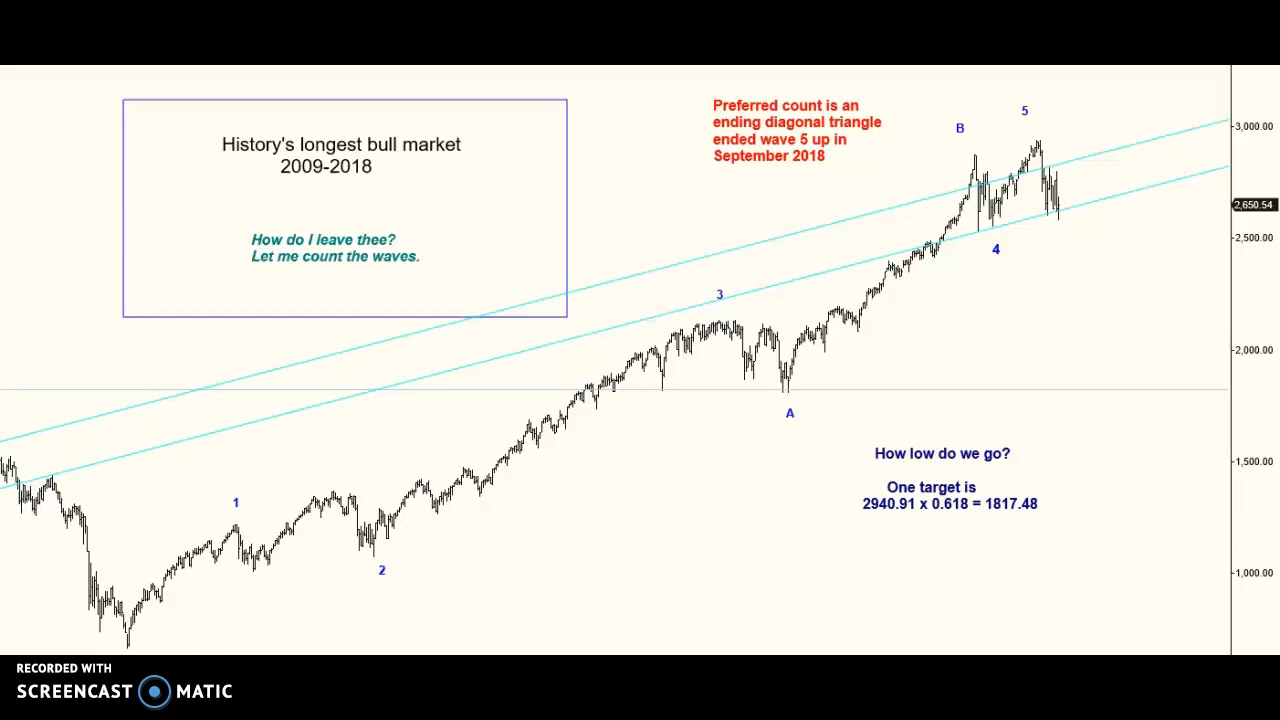 History's longest bull market
2009-2018
How do I leave thee?
Let me count the waves.
Preferred count is an
ending diagonal triangle
ended wave 5 up in
September 2018
5
B
3,000.00
2,650.54
2,500.00
4
3
2,000.00
A
How low do we go?
1,500.00
One target is
2940.91 x 0.618 = 1817.48
1
2
1,000.00
RECORDED WITH
SCREENCAST MATIC